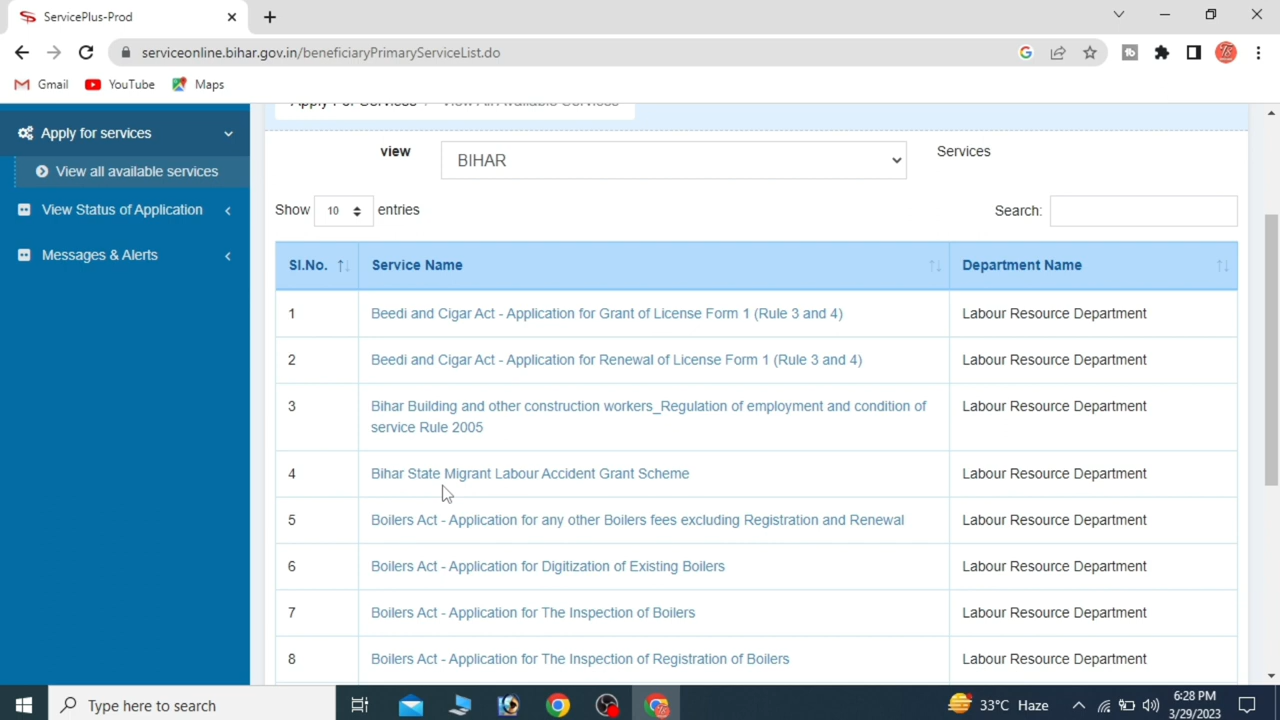 ServicePlus-Prod
serviceonline.bihar.gov.in/beneficiaryPrimaryServiceList.do
Gmail YouTube Maps
Apply for services
View all available services
View Status of Application
Messages & Alerts
Apply For Services / View All Available Services
view BIHAR Services
Show 10 entries Search:
Sl.No. Service Name Department Name
1 Beedi and Cigar Act - Application for Grant of License Form 1 (Rule 3 and 4) Labour Resource Department
2 Beedi and Cigar Act - Application for Renewal of License Form 1 (Rule 3 and 4) Labour Resource Department
3 Bihar Building and other construction workers_Regulation of employment and condition of Labour Resource Department
service Rule 2005
4 Bihar State Migrant Labour Accident Grant Scheme Labour Resource Department
5 Boilers Act - Application for any other Boilers fees excluding Registration and Renewal Labour Resource Department
6 Boilers Act - Application for Digitization of Existing Boilers Labour Resource Department
7 Boilers Act - Application for The Inspection of Boilers Labour Resource Department
8 Boilers Act - Application for The Inspection of Registration of Boilers Labour Resource Department
Type here to search
33°C Haze
6:28 PM
3/29/2023